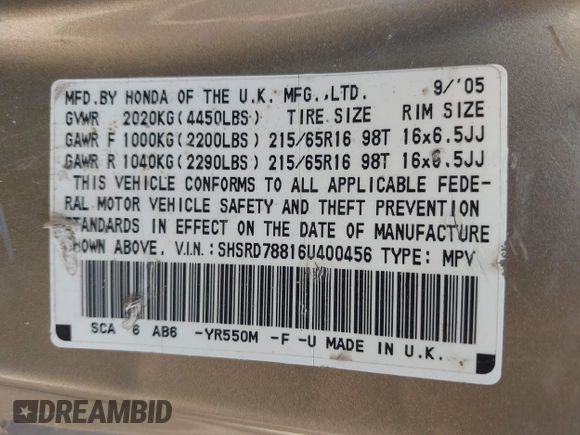 MFD.BY HONDA OF THE U.K. MFG.,LTD. 9/'05
GVWR 2020KG(4450LBS) TIRE SIZE RIM SIZE
GAWR F 1000KG(2200LBS) 215/65R16 98T 16x6.5JJ
GAWR R 1040KG(2290LBS) 215/65R16 98T 16x6.5JJ
THIS VEHICLE CONFORMS TO ALL APPLICABLE FEDE-
RAL MOTOR VEHICLE SAFETY AND THEFT PREVENTION
STANDARDS IN EFFECT ON THE DATE OF MANUFACTURE
SHOWN ABOVE. V.I.N.:SHSRD78816U400456 TYPE: MPV
SCA 6 AB6 -YR550M -F -U MADE IN U.K.
DREAMBID